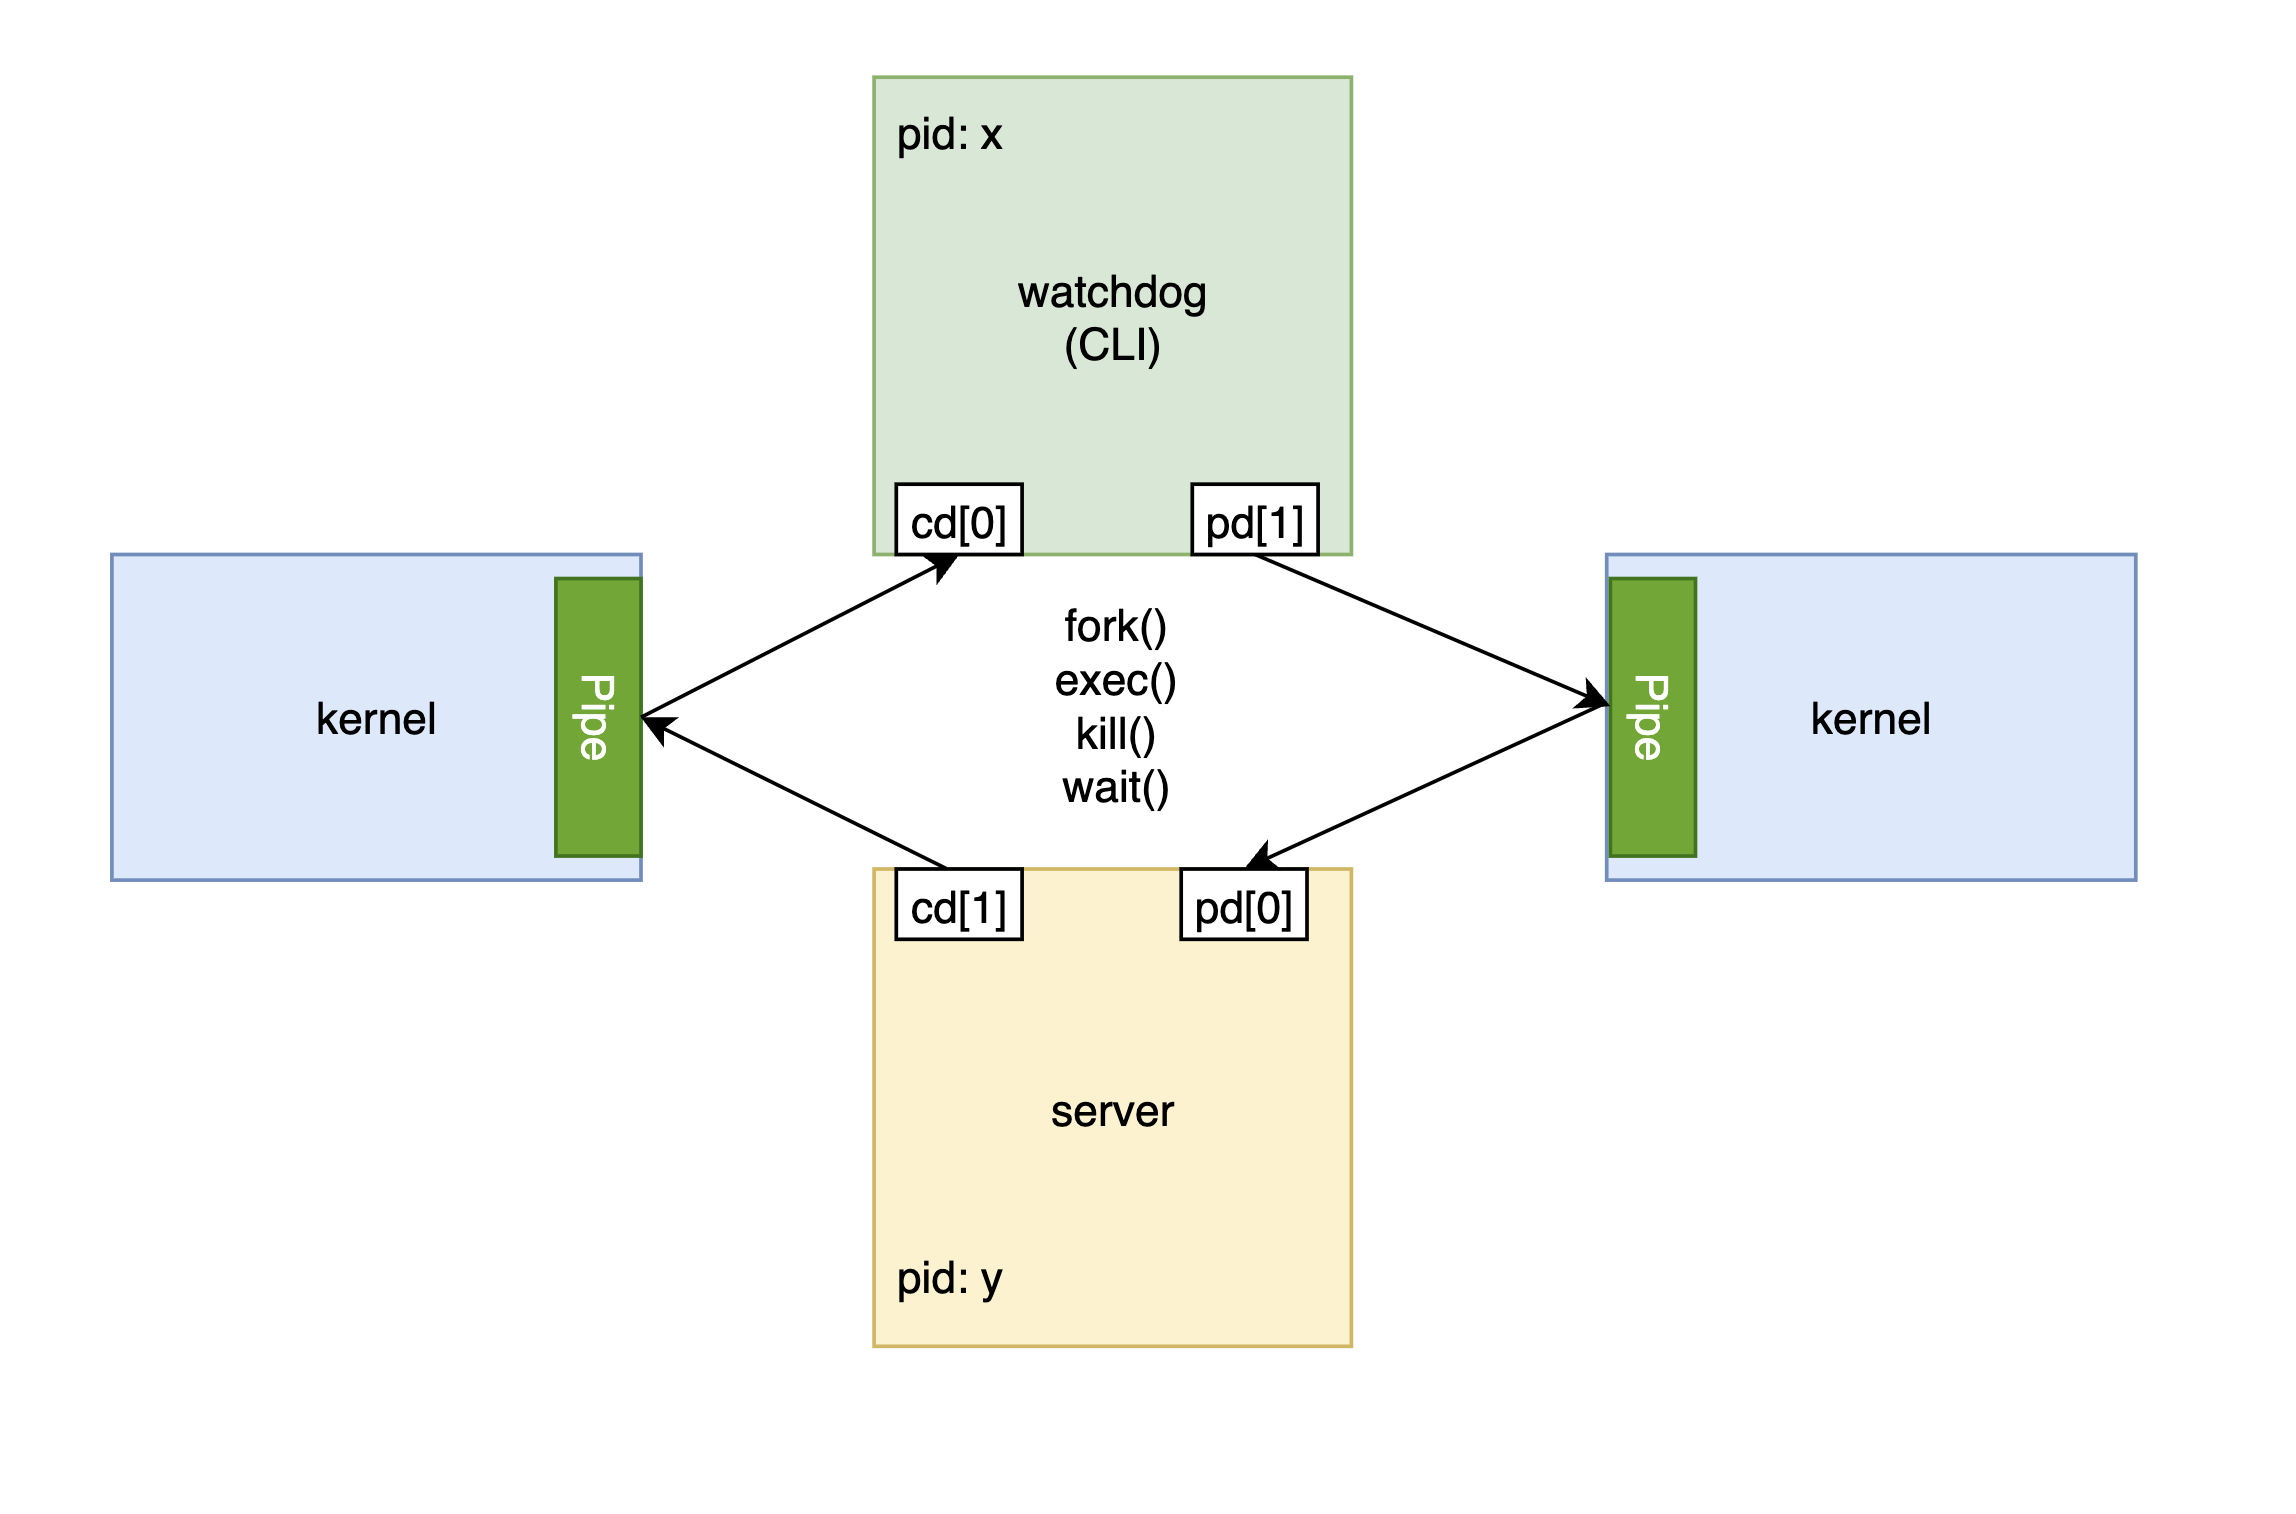 pid: x
watchdog
(CLI)
cd[0]
pd[1]
fork()
exec()
kill()
wait()
kernel
Pipe
Pipe
kernel
cd[1]
pd[0]
server
pid: y